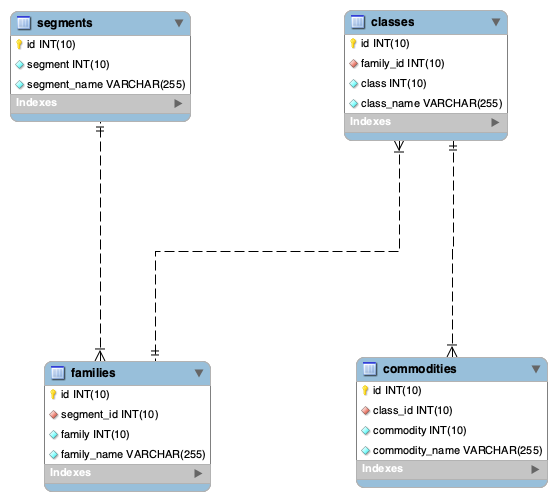 segments
id INT(10)
segment INT(10)
segment_name VARCHAR(255)
Indexes
classes
id INT(10)
family_id INT(10)
class INT(10)
class_name VARCHAR(255)
Indexes
families
id INT(10)
segment_id INT(10)
family INT(10)
family_name VARCHAR(255)
Indexes
commodities
id INT(10)
class_id INT(10)
commodity INT(10)
commodity_name VARCHAR(255)
Indexes